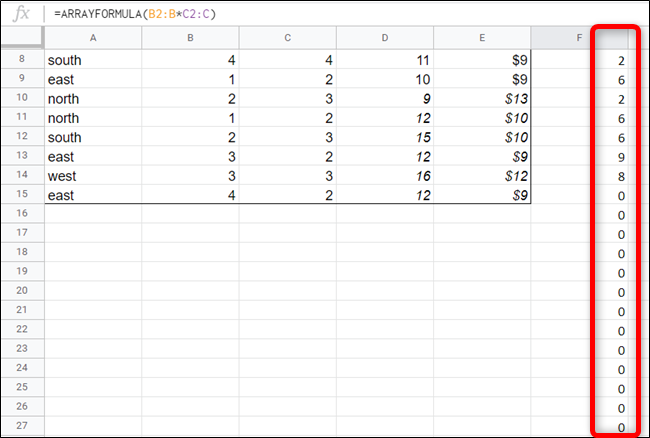 fx =ARRAYFORMULA(B2:B*C2:C)
A B C D E F
8 south 4 4 11 $9 2
9 east 1 2 10 $9 6
10 north 2 3 9 $13 2
11 north 1 2 12 $10 6
12 south 2 3 15 $10 6
13 east 3 2 12 $9 9
14 west 3 3 16 $12 8
15 east 4 2 12 $9 0
16 0
17 0
18 0
19 0
20 0
21 0
22 0
23 0
24 0
25 0
26 0
27 0